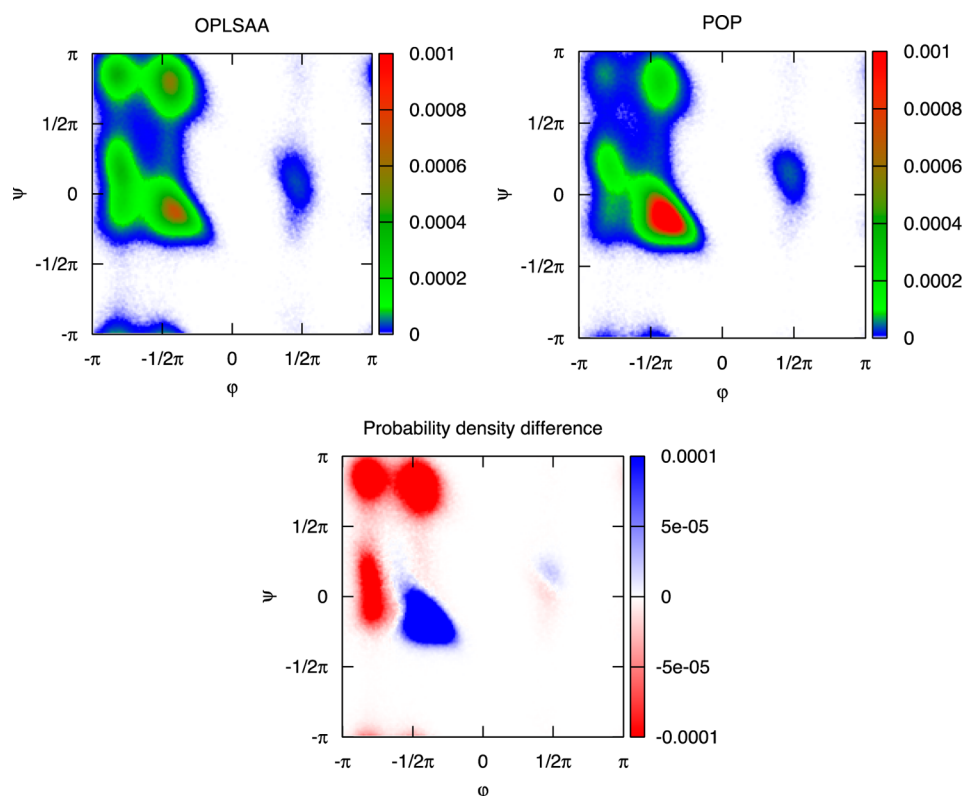 OPLSAA
π
1/2π
0
-1/2π
-π
ψ
-π
-1/2π
0
1/2π
π
φ
0.001
0.0008
0.0006
0.0004
0.0002
0
POP
π
1/2π
0
-1/2π
-π
ψ
-π
-1/2π
0
1/2π
π
φ
0.001
0.0008
0.0006
0.0004
0.0002
0
Probability density difference
π
1/2π
0
-1/2π
-π
ψ
-π
-1/2π
0
1/2π
π
φ
0.0001
5e-05
0
-5e-05
-0.0001